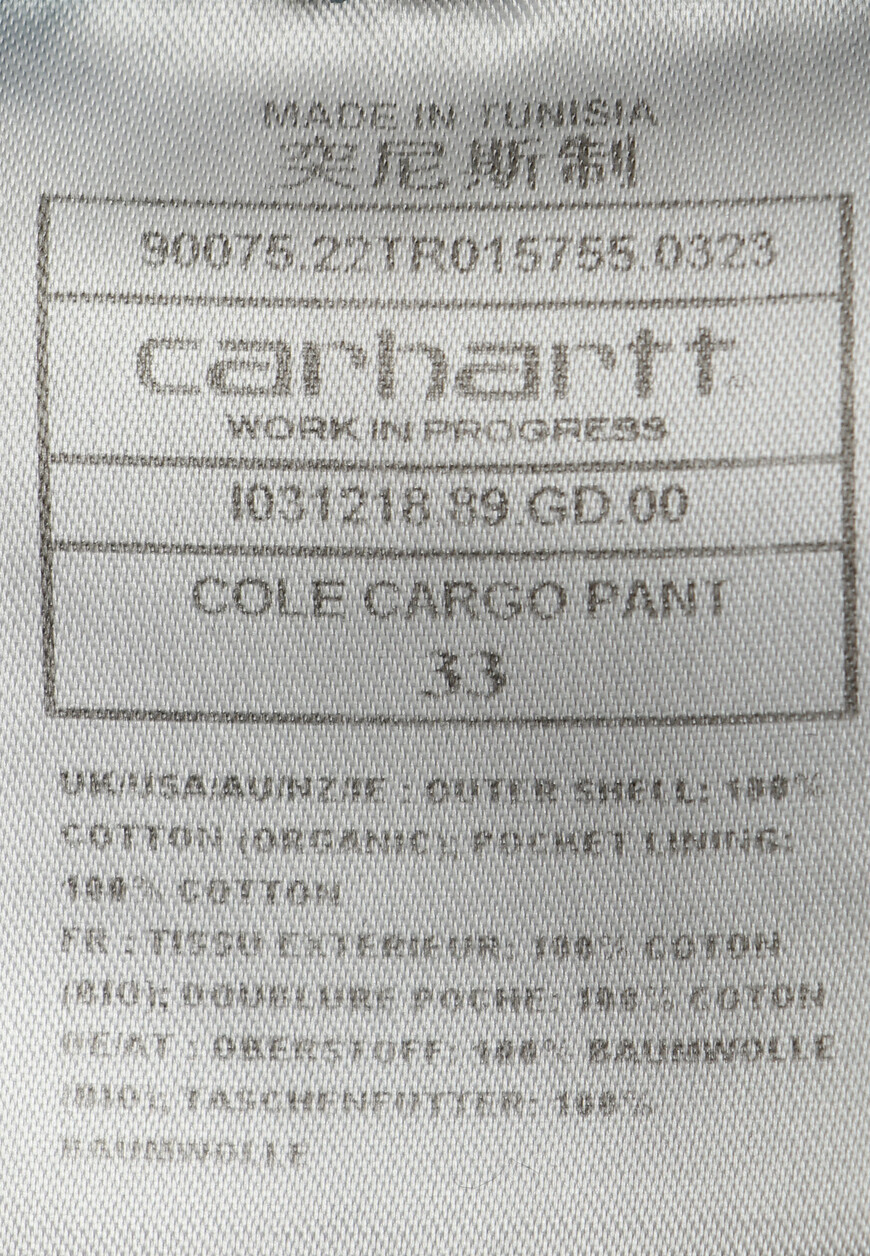 MADE IN TUNISIA
突尼斯制
90075.22TR015755.0323
carhartt
WORK IN PROGRESS
I031218.89.GD.00
COLE CARGO PANT
33
UK/USA/AU/NZ/IE : OUTER SHELL: 100%
COTTON (ORGANIC); POCKET LINING:
100% COTTON
FR : TISSU EXTÉRIEUR: 100% COTON
(BIO); DOUBLURE POCHE: 100% COTON
DE/AT : OBERSTOFF: 100% BAUMWOLLE
(BIO); TASCHENFUTTER: 100%
BAUMWOLLE